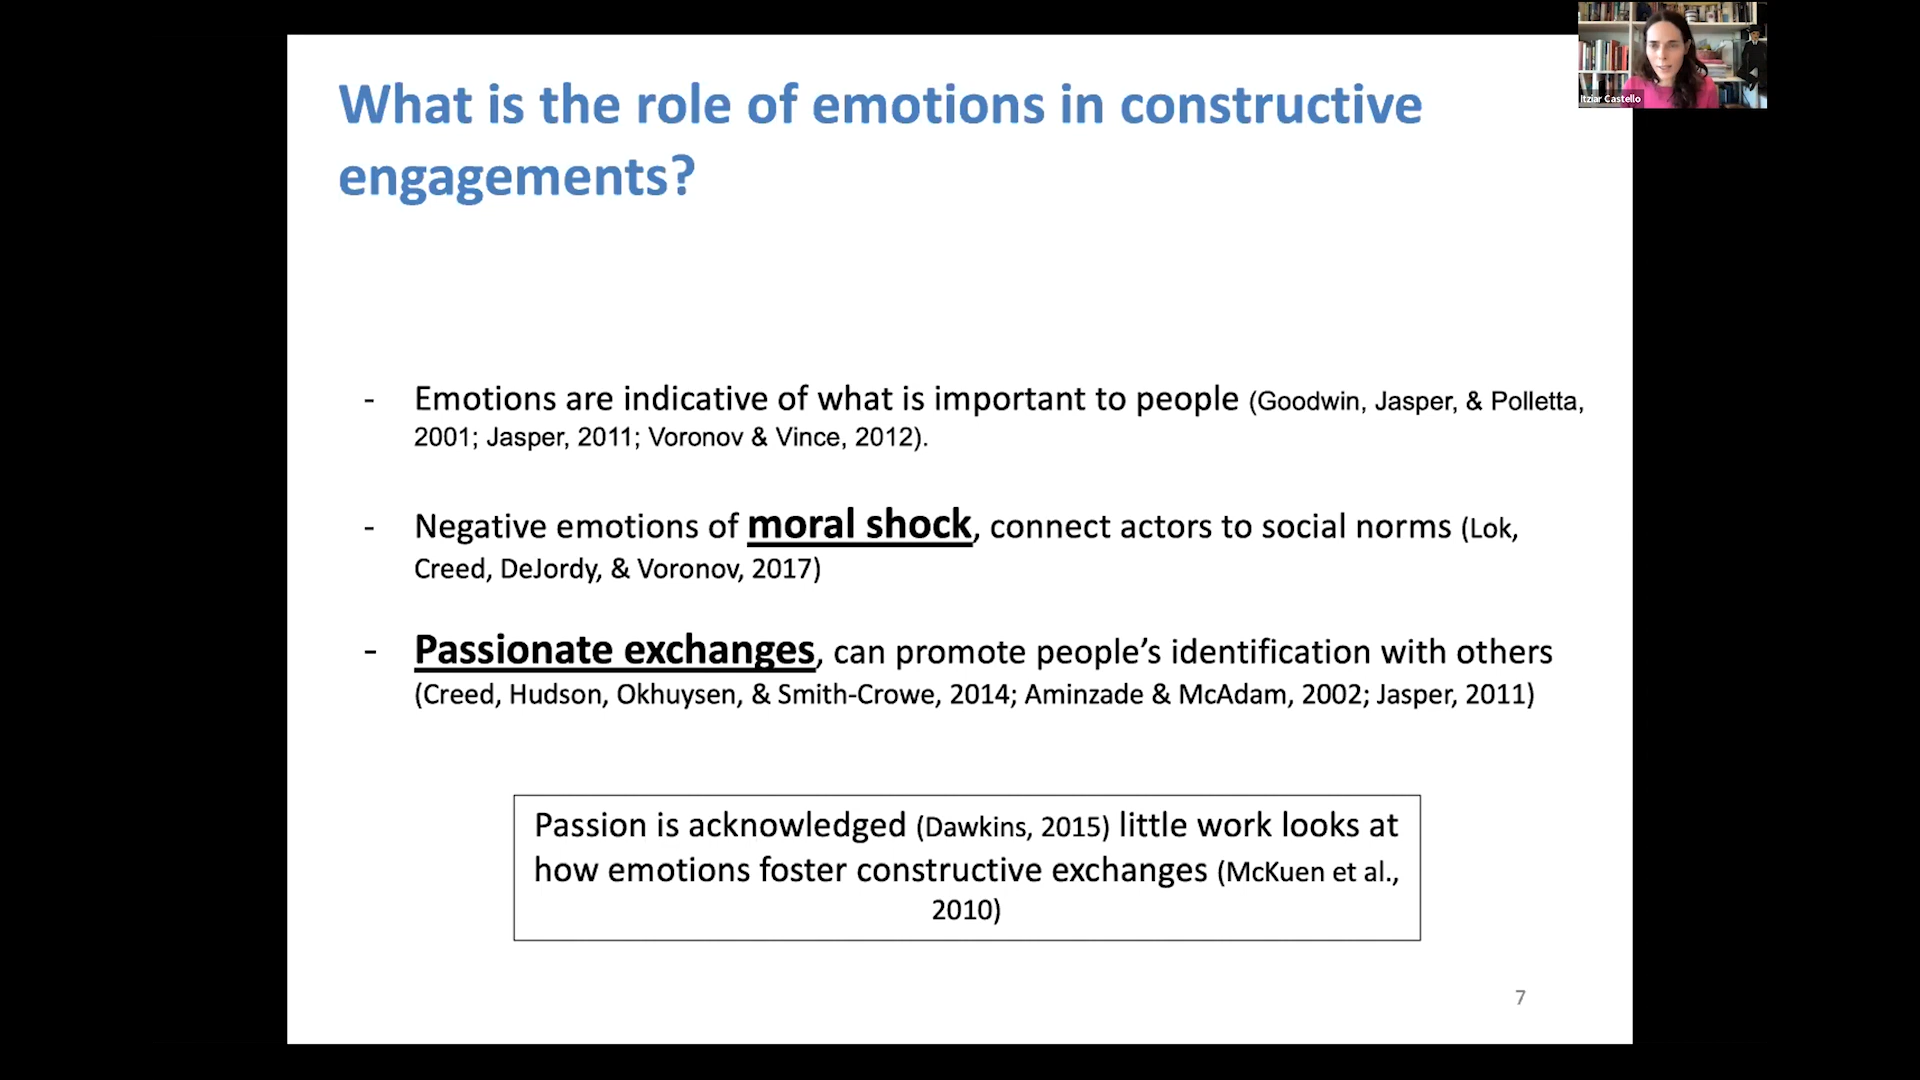 Itziar Castello
What is the role of emotions in constructive
engagements?
- Emotions are indicative of what is important to people (Goodwin, Jasper, & Polletta,
2001; Jasper, 2011; Voronov & Vince, 2012).
- Negative emotions of moral shock, connect actors to social norms (Lok,
Creed, DeJordy, & Voronov, 2017)
- Passionate exchanges, can promote people’s identification with others
(Creed, Hudson, Okhuysen, & Smith-Crowe, 2014; Aminzade & McAdam, 2002; Jasper, 2011)
Passion is acknowledged (Dawkins, 2015) little work looks at
how emotions foster constructive exchanges (McKuen et al.,
2010)
7